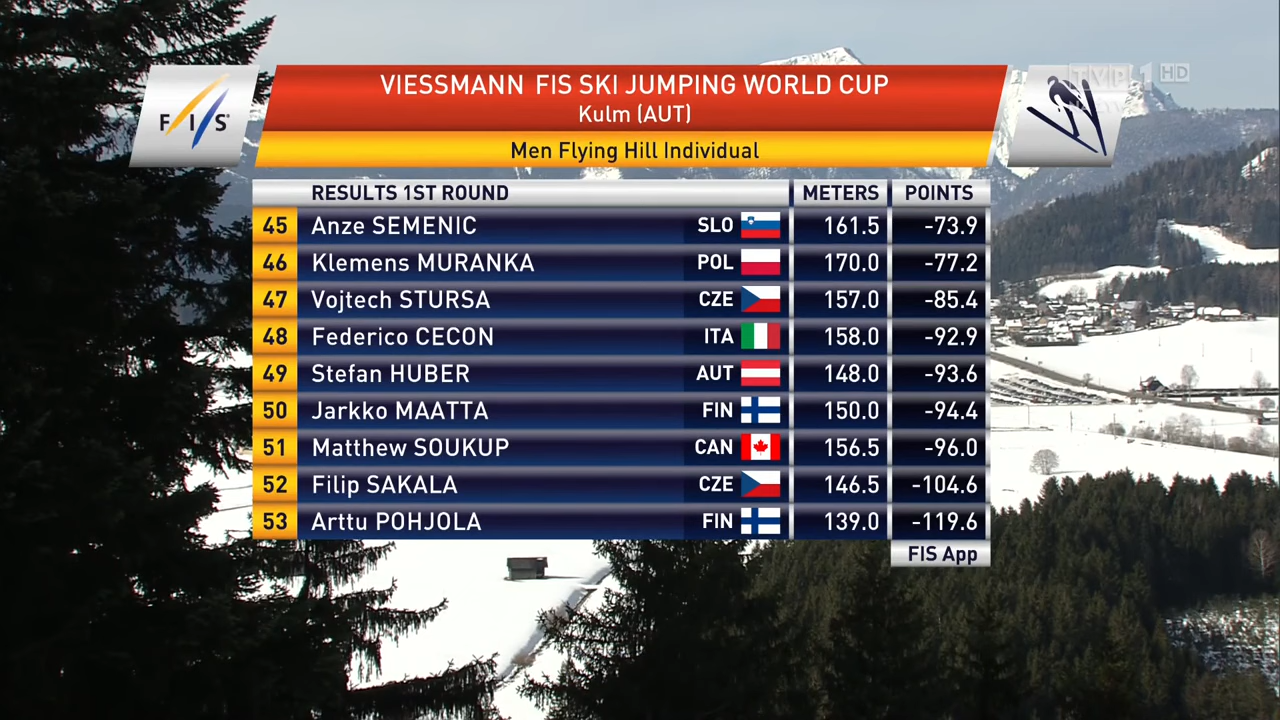 VIESSMANN FIS SKI JUMPING WORLD CUP
Kulm (AUT)
FIS
TVP 1 HD
Men Flying Hill Individual
RESULTS 1ST ROUND METERS POINTS
45 Anze SEMENIC SLO 161.5 -73.9
46 Klemens MURANKA POL 170.0 -77.2
47 Vojtech STURSA CZE 157.0 -85.4
48 Federico CECON ITA 158.0 -92.9
49 Stefan HUBER AUT 148.0 -93.6
50 Jarkko MAATTA FIN 150.0 -94.4
51 Matthew SOUKUP CAN 156.5 -96.0
52 Filip SAKALA CZE 146.5 -104.6
53 Arttu POHJOLA FIN 139.0 -119.6
FIS App